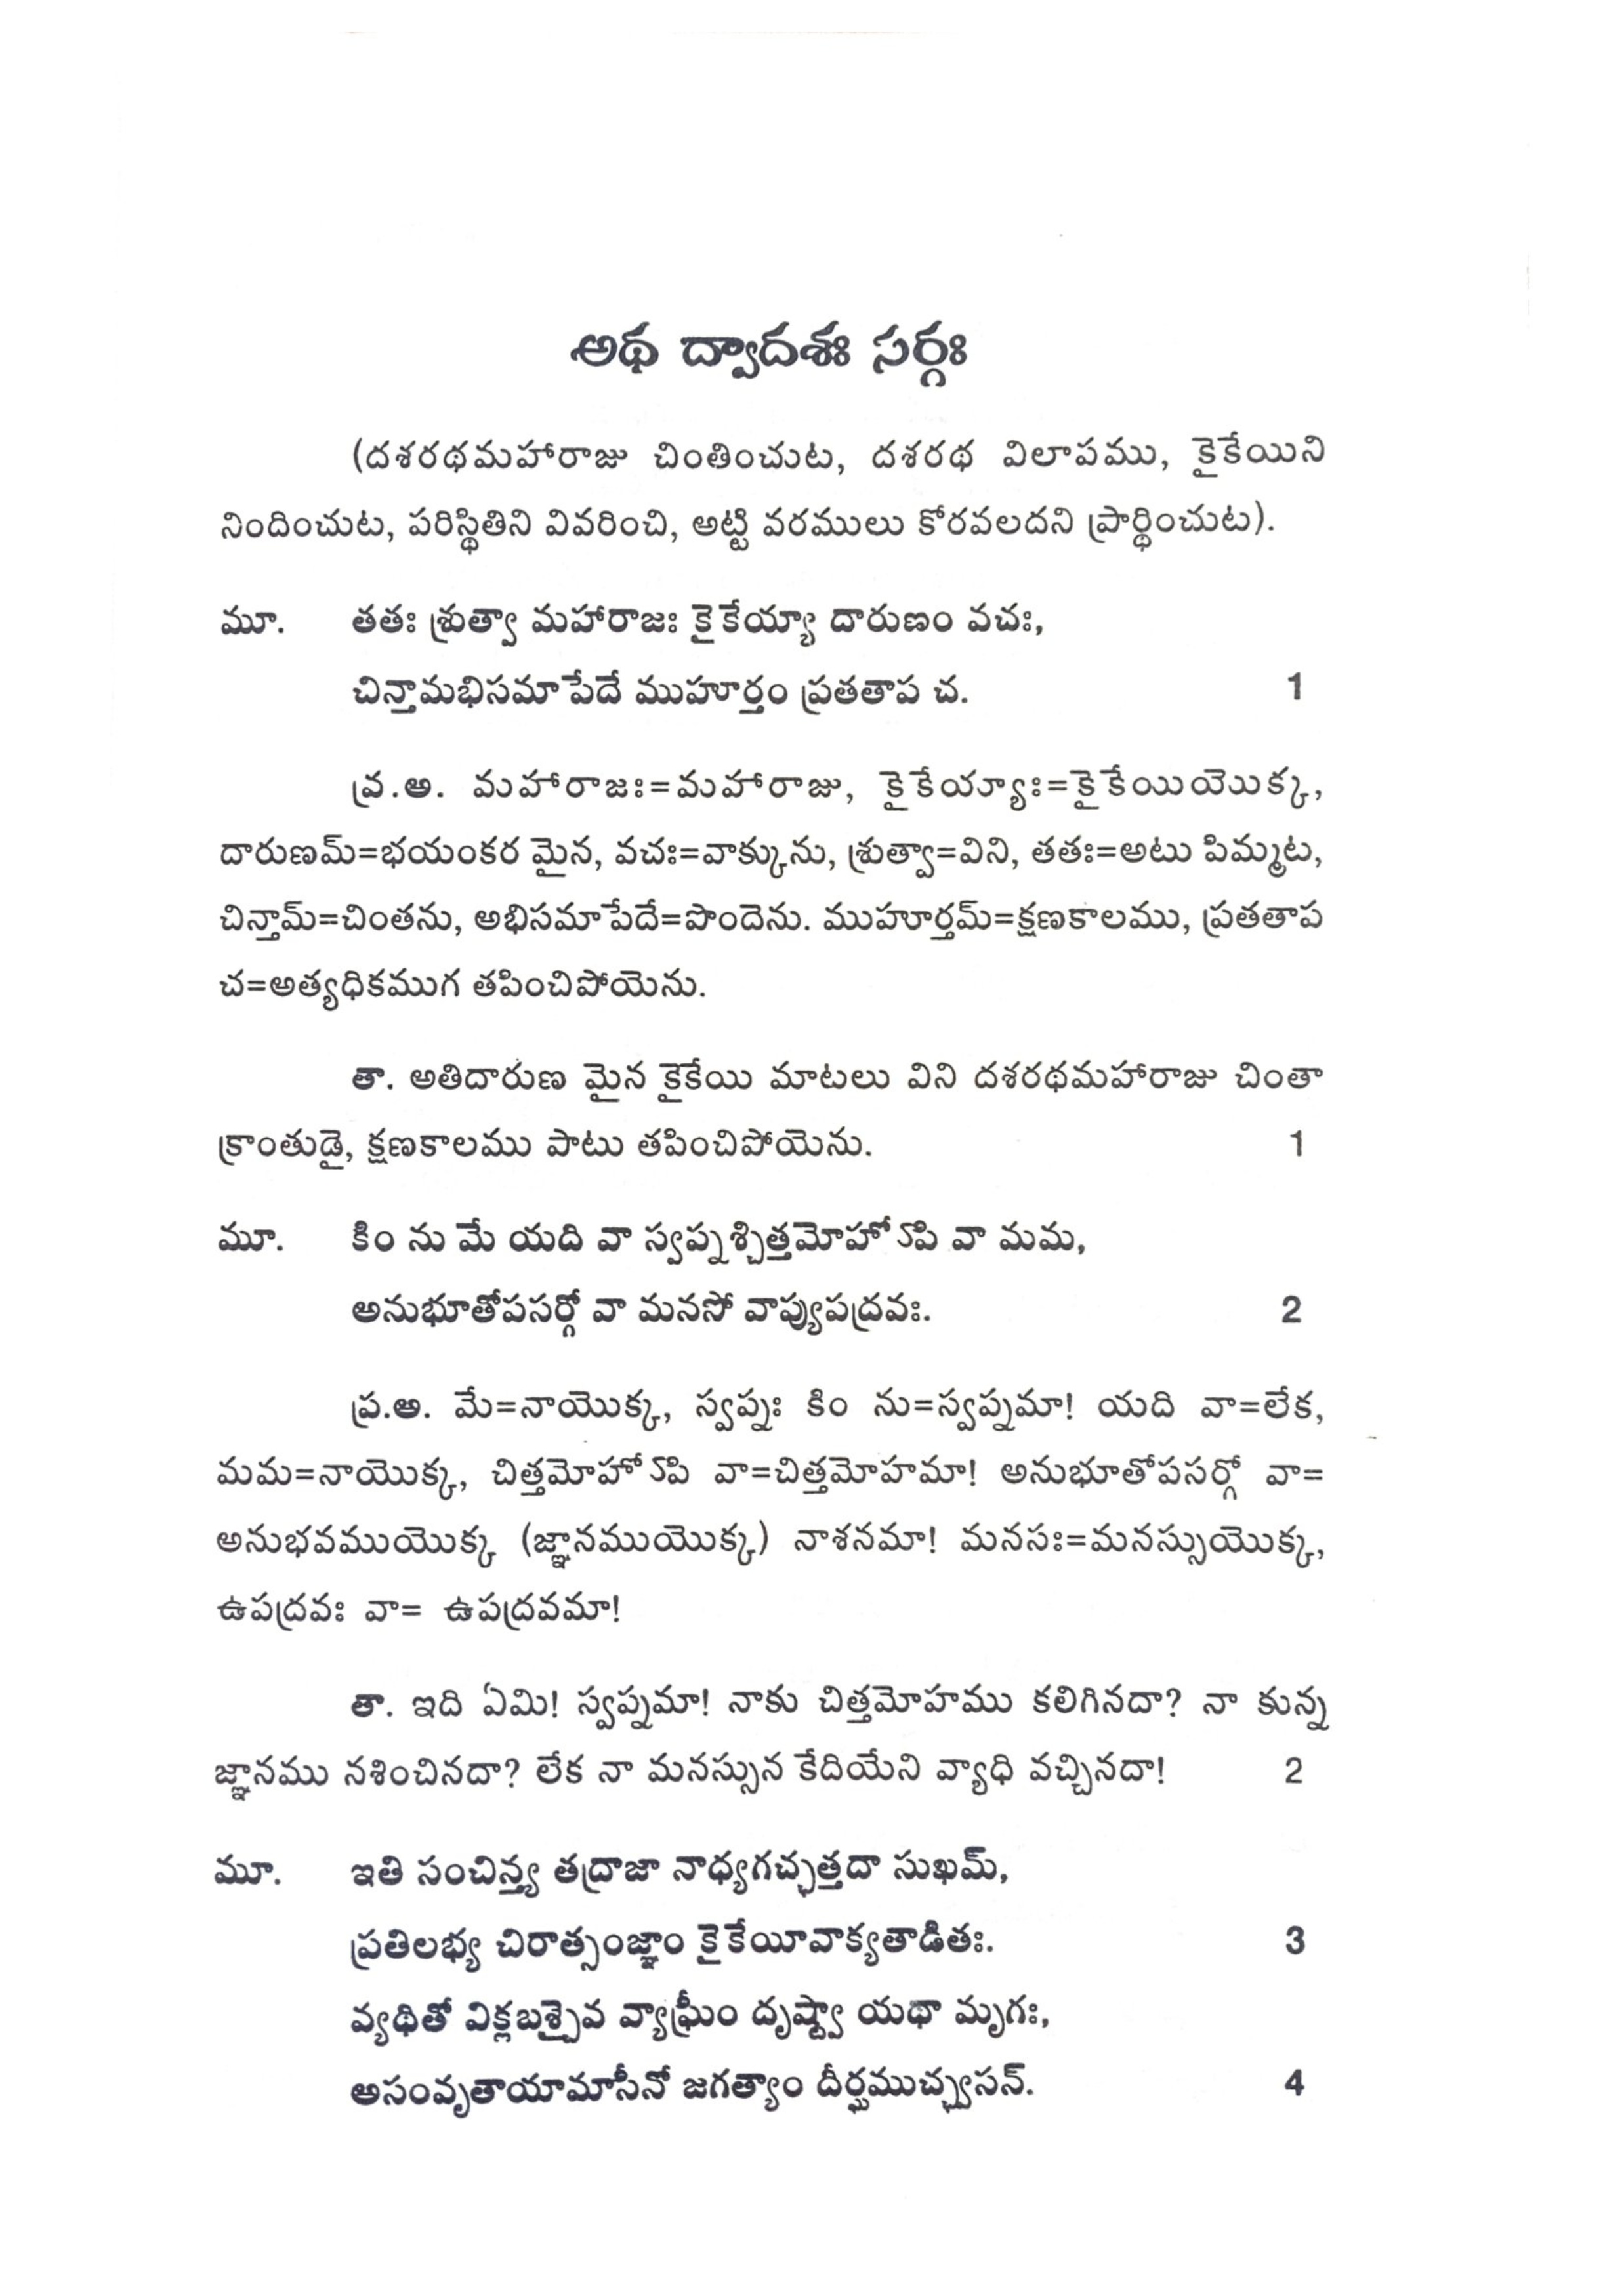 అథ ద్వాదశః సర్గః
(దశరథమహారాజు చింతించుట, దశరథ విలాపము, కైకేయిని
నిందించుట, పరిస్థితిని వివరించి, అట్టి వరములు కోరవలదని ప్రార్థించుట).
మూ. తతః శ్రుత్వా మహారాజః కైకేయ్యా దారుణం వచః,
చిన్తామభిసమాపేదే ముహూర్తం ప్రతతాప చ. 1
ప్ర.అ. మహారాజః=మహారాజు, కైకేయ్యాః=కైకేయియొక్క,
దారుణమ్=భయంకర మైన, వచః=వాక్కును, శ్రుత్వా=విని, తతః=అటు పిమ్మట,
చిన్తామ్=చింతను, అభిసమాపేదే=పొందెను. ముహూర్తమ్=క్షణకాలము, ప్రతతాప
చ=అత్యధికముగ తపించిపోయెను.
తా. అతిదారుణ మైన కైకేయి మాటలు విని దశరథమహారాజు చింతా
క్రాంతుడై, క్షణకాలము పాటు తపించిపోయెను. 1
మూ. కిం ను మే యది వా స్వప్నశ్చిత్తమోహోఽపి వా మమ,
అనుభూతోపసర్గో వా మనసో వాప్యుపద్రవః. 2
ప్ర.అ. మే=నాయొక్క, స్వప్నః కిం ను=స్వప్నమా! యది వా=లేక,
మమ=నాయొక్క, చిత్తమోహోఽపి వా=చిత్తమోహమా! అనుభూతోపసర్గో వా=
అనుభవముయొక్క (జ్ఞానముయొక్క) నాశనమా! మనసః=మనస్సుయొక్క,
ఉపద్రవః వా= ఉపద్రవమా!
తా. ఇది ఏమి! స్వప్నమా! నాకు చిత్తమోహము కలిగినదా? నా కున్న
జ్ఞానము నశించినదా? లేక నా మనస్సున కేదియేని వ్యాధి వచ్చినదా! 2
మూ. ఇతి సంచిన్త్య తద్రాజా నాధ్యగచ్ఛత్తదా సుఖమ్,
ప్రతిలభ్య చిరాత్సంజ్ఞాం కైకేయీవాక్యతాడితః. 3
వ్యథితో విక్లబశ్చైవ వ్యాఘ్రీం దృష్ట్వా యథా మృగః,
అసంవృతాయామాసీనో జగత్యాం దీర్ఘముచ్ఛ్వసన్. 4